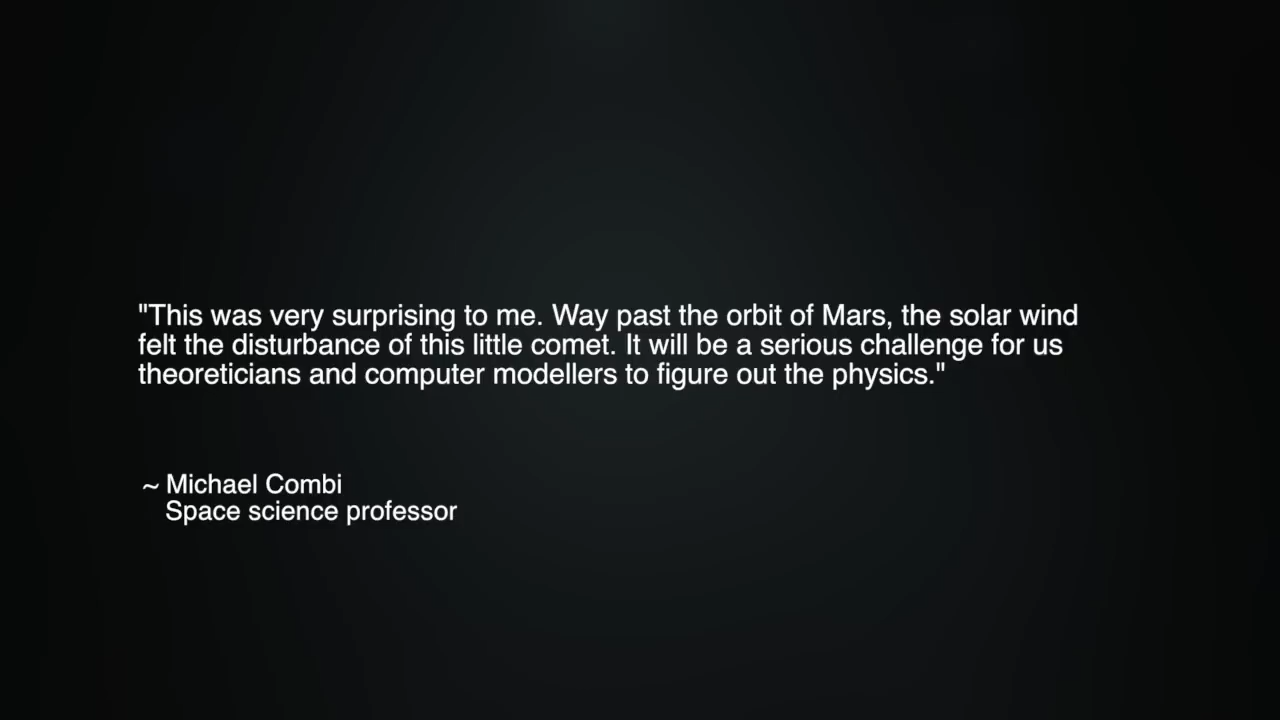 "This was very surprising to me. Way past the orbit of Mars, the solar wind
felt the disturbance of this little comet. It will be a serious challenge for us
theoreticians and computer modellers to figure out the physics."
~ Michael Combi
Space science professor